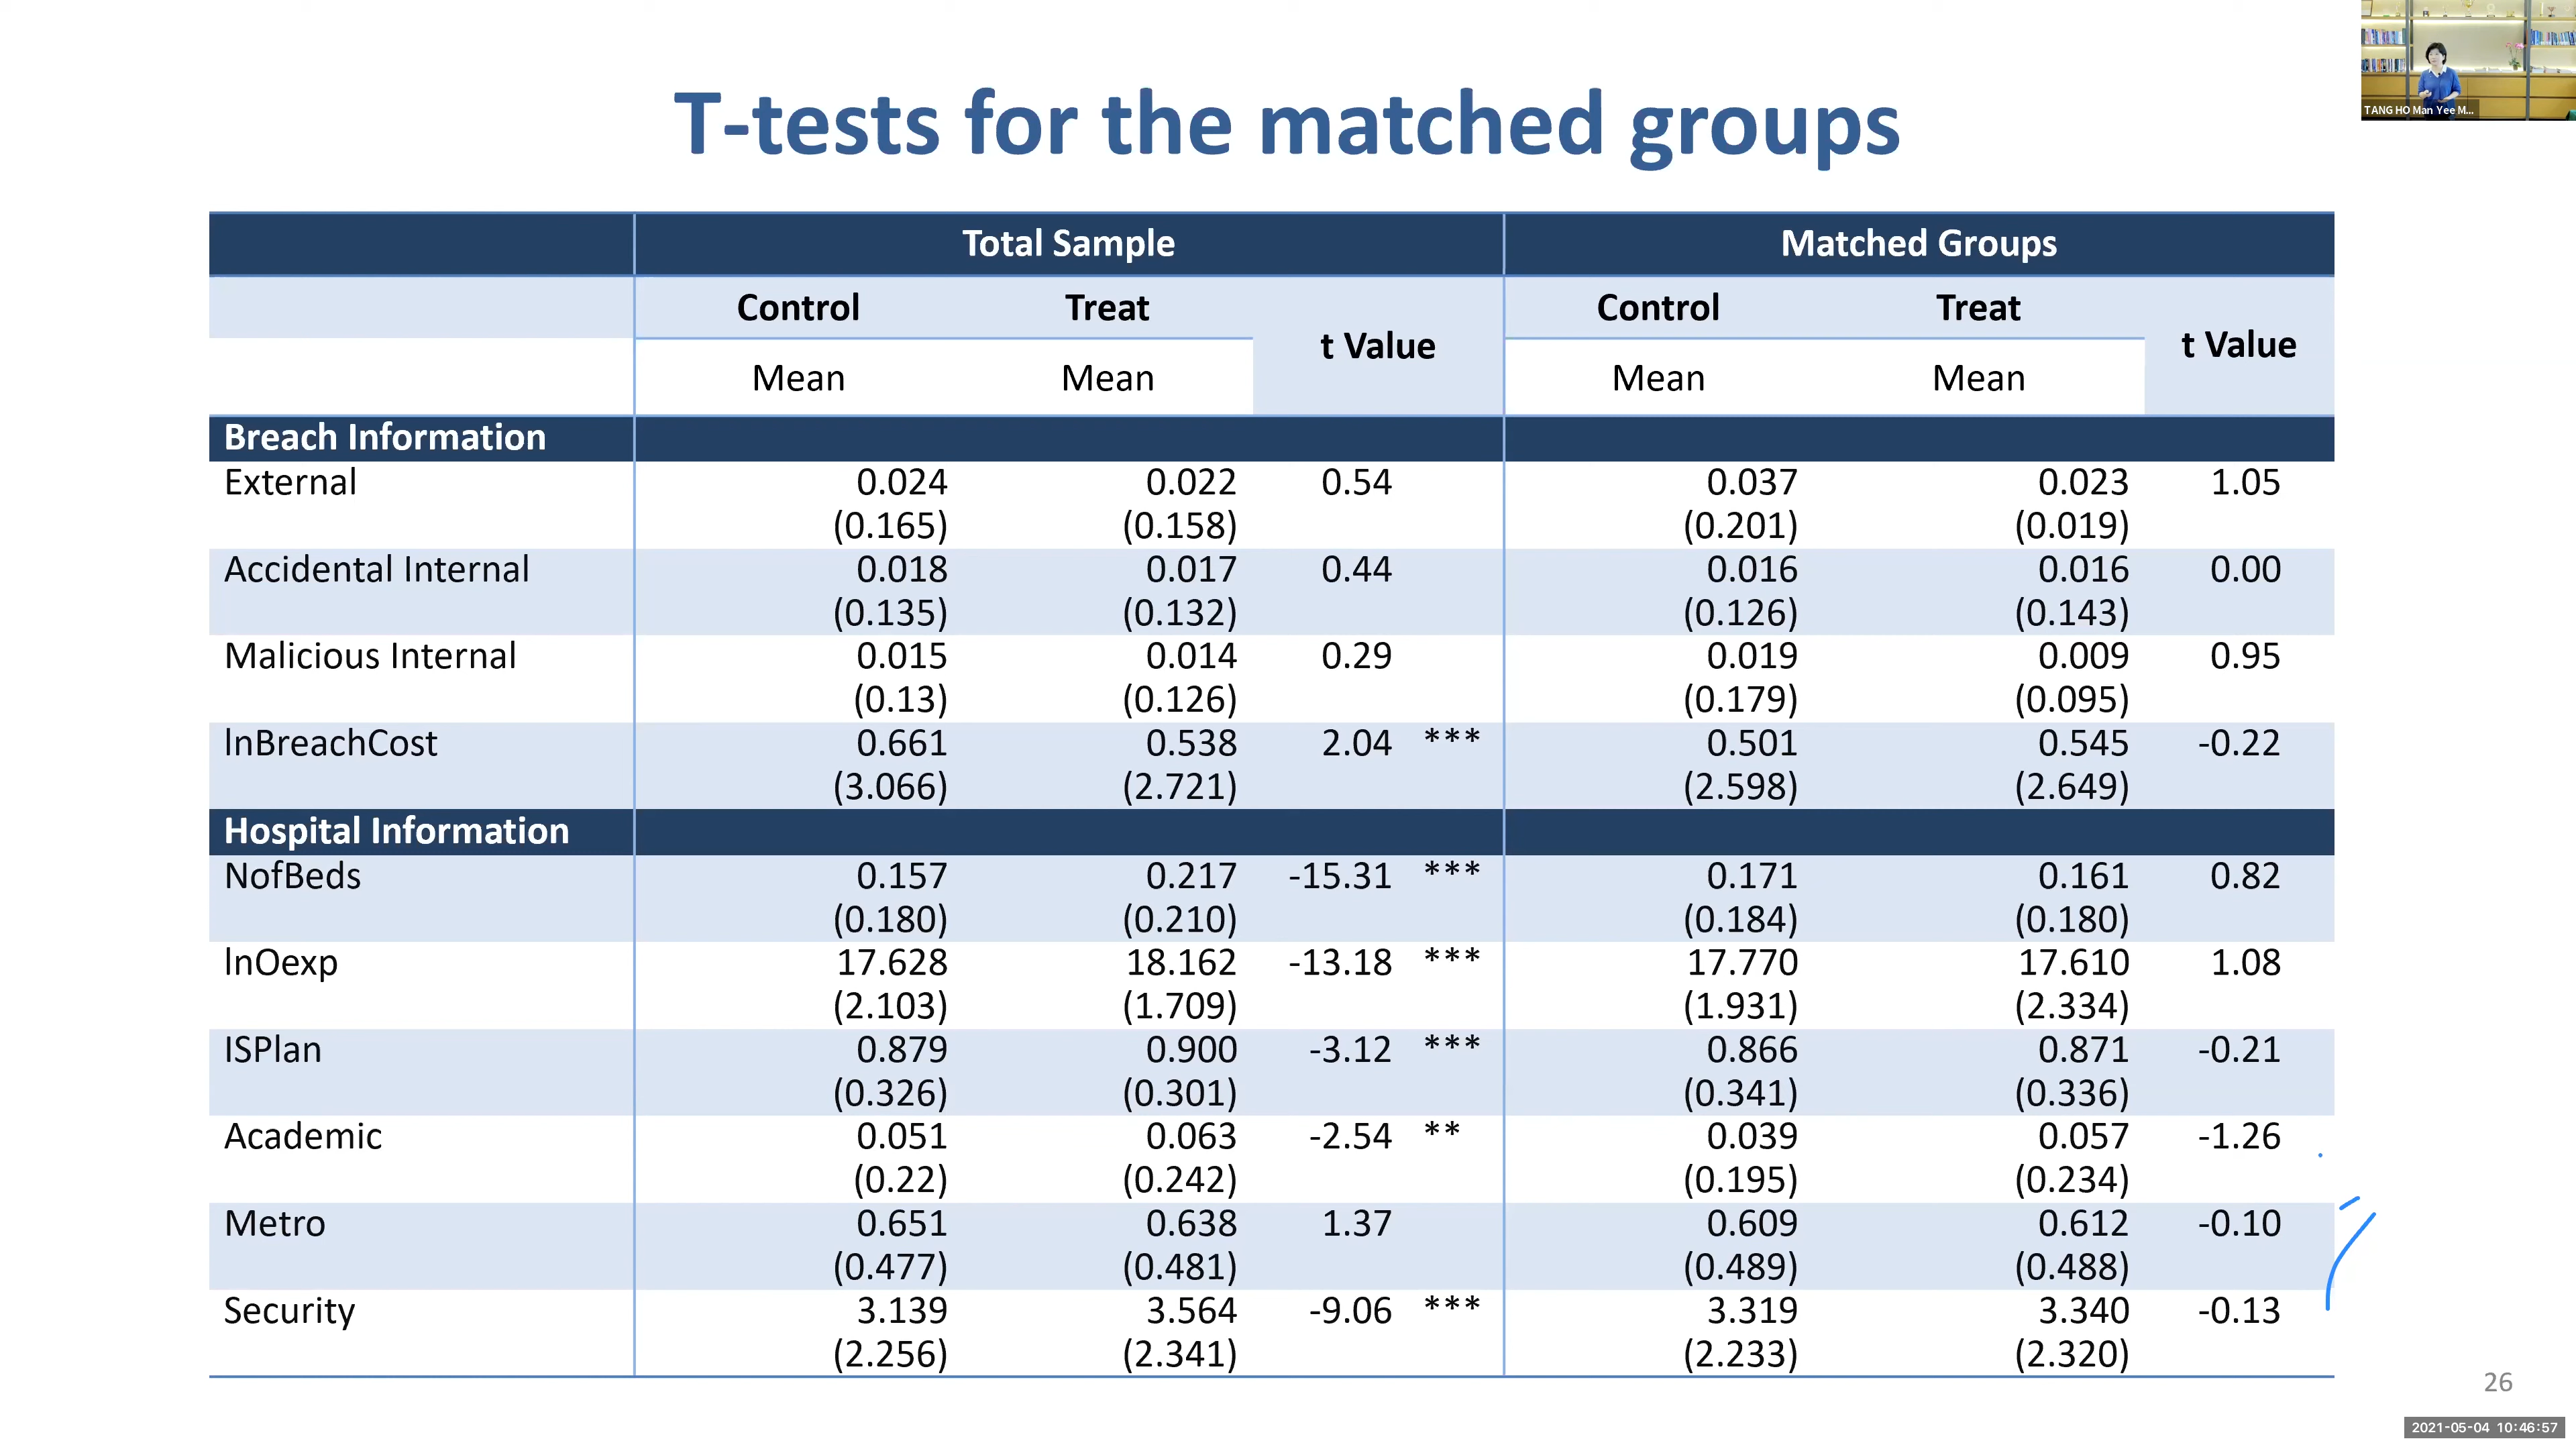 TANG HO Man Yee M...
T-tests for the matched groups
Total Sample Matched Groups
Control Treat t Value Control Treat t Value
Mean Mean Mean Mean
Breach Information
External 0.024 0.022 0.54 0.037 0.023 1.05
(0.165) (0.158) (0.201) (0.019)
Accidental Internal 0.018 0.017 0.44 0.016 0.016 0.00
(0.135) (0.132) (0.126) (0.143)
Malicious Internal 0.015 0.014 0.29 0.019 0.009 0.95
(0.13) (0.126) (0.179) (0.095)
lnBreachCost 0.661 0.538 2.04 *** 0.501 0.545 -0.22
(3.066) (2.721) (2.598) (2.649)
Hospital Information
NofBeds 0.157 0.217 -15.31 *** 0.171 0.161 0.82
(0.180) (0.210) (0.184) (0.180)
lnOexp 17.628 18.162 -13.18 *** 17.770 17.610 1.08
(2.103) (1.709) (1.931) (2.334)
ISPlan 0.879 0.900 -3.12 *** 0.866 0.871 -0.21
(0.326) (0.301) (0.341) (0.336)
Academic 0.051 0.063 -2.54 ** 0.039 0.057 -1.26
(0.22) (0.242) (0.195) (0.234)
Metro 0.651 0.638 1.37 0.609 0.612 -0.10
(0.477) (0.481) (0.489) (0.488)
Security 3.139 3.564 -9.06 *** 3.319 3.340 -0.13
(2.256) (2.341) (2.233) (2.320)
26
2021-05-04 10:46:57